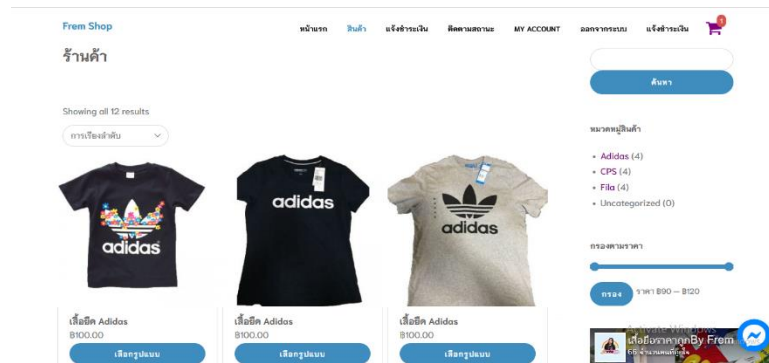 Frem Shop
หน้าแรก สินค้า แจ้งชำระเงิน ติดตามสถานะ MY ACCOUNT ออกจากระบบ แจ้งชำระเงิน 1
ร้านค้า
ค้นหา
Showing all 12 results
การเรียงลำดับ
หมวดหมู่สินค้า
Adidas (4)
CPS (4)
Fila (4)
Uncategorized (0)
adidas
adidas
adidas
กรองตามราคา
กรอง ราคา ฿90 — ฿120
เสื้อยืด Adidas
฿100.00
เลือกรูปแบบ
เสื้อยืด Adidas
฿100.00
เลือกรูปแบบ
เสื้อยืด Adidas
฿100.00
เลือกรูปแบบ
Activate Windows
เสื้อยืดราคาถูกBy Frem